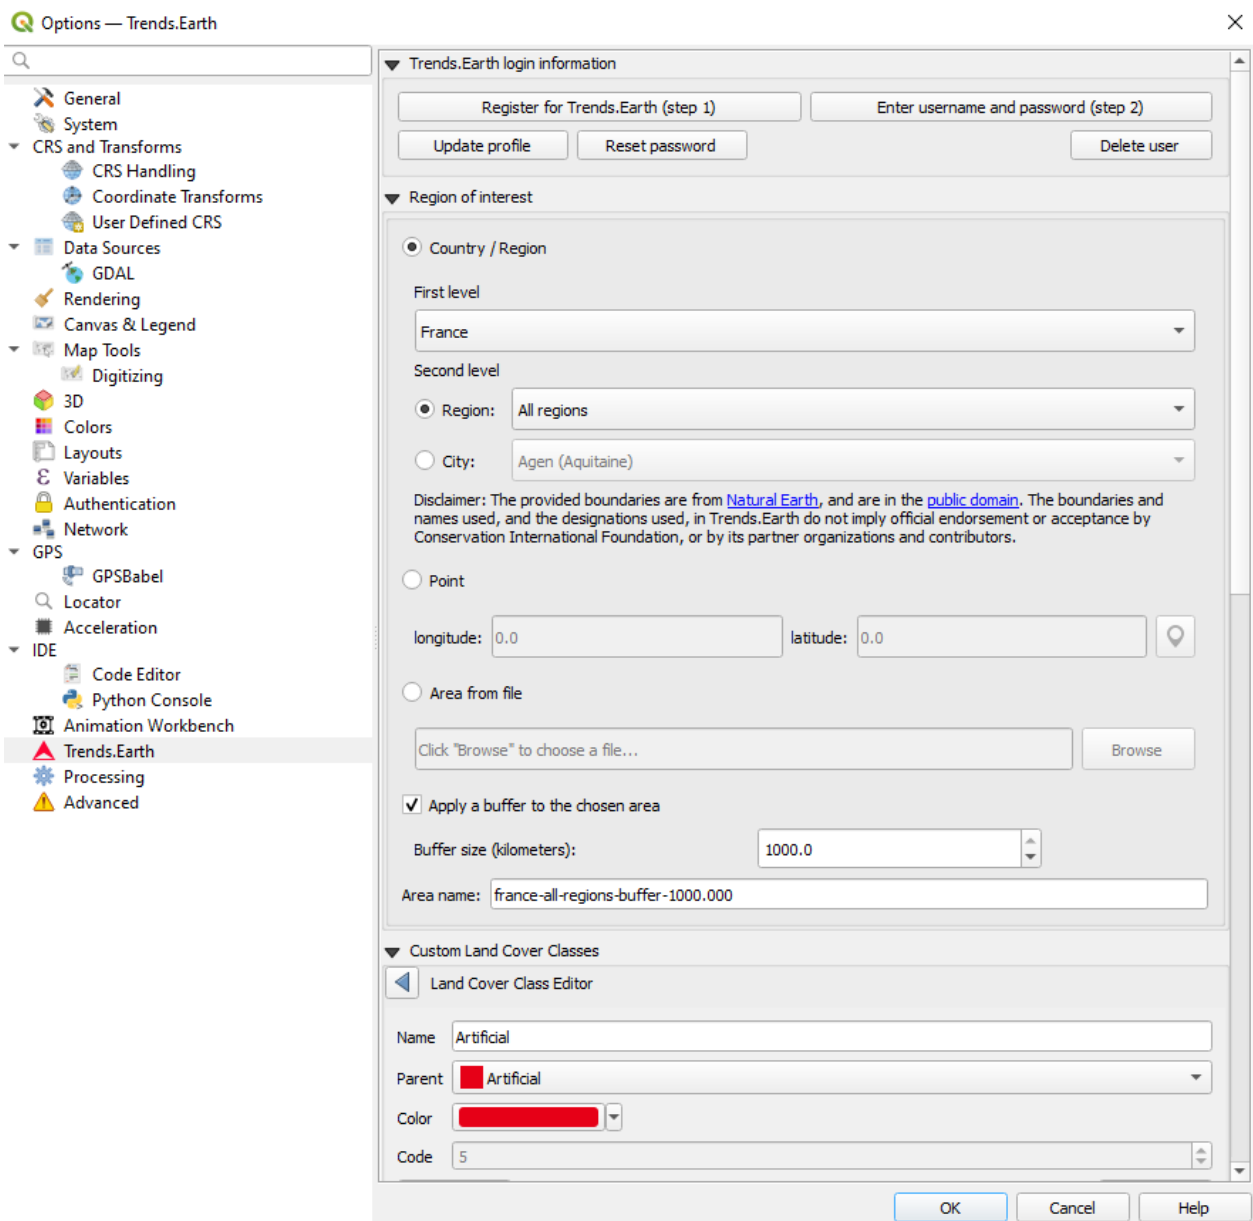 Options — Trends.Earth
General
System
CRS and Transforms
CRS Handling
Coordinate Transforms
User Defined CRS
Data Sources
GDAL
Rendering
Canvas & Legend
Map Tools
Digitizing
3D
Colors
Layouts
Variables
Authentication
Network
GPS
GPSBabel
Locator
Acceleration
IDE
Code Editor
Python Console
Animation Workbench
Trends.Earth
Processing
Advanced
Trends.Earth login information
Register for Trends.Earth (step 1) Enter username and password (step 2)
Update profile Reset password Delete user
Region of interest
Country / Region
First level
France
Second level
Region: All regions
City: Agen (Aquitaine)
Disclaimer: The provided boundaries are from Natural Earth, and are in the public domain. The boundaries and
names used, and the designations used, in Trends.Earth do not imply official endorsement or acceptance by
Conservation International Foundation, or by its partner organizations and contributors.
Point
longitude: 0.0 latitude: 0.0
Area from file
Click "Browse" to choose a file... Browse
Apply a buffer to the chosen area
Buffer size (kilometers): 1000.0
Area name: france-all-regions-buffer-1000.000
Custom Land Cover Classes
Land Cover Class Editor
Name Artificial
Parent Artificial
Color
Code 5
OK Cancel Help